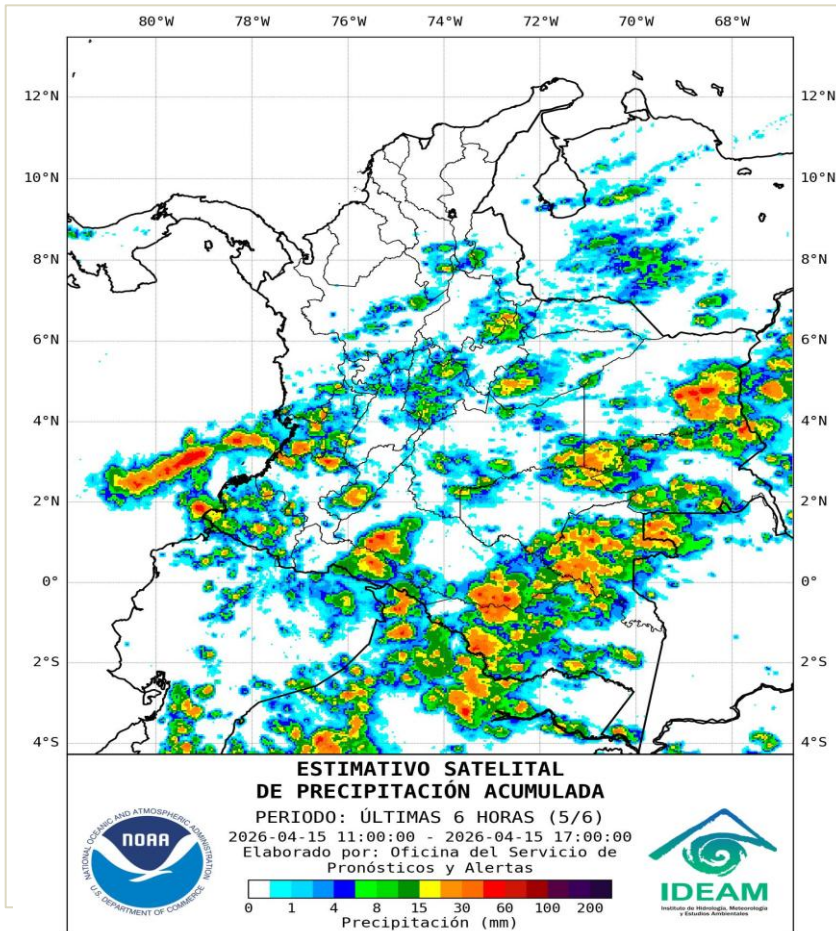 80°W 78°W 76°W 74°W 72°W 70°W 68°W
12°N 12°N
10°N 10°N
8°N 8°N
6°N 6°N
4°N 4°N
2°N 2°N
0° 0°
2°S 2°S
4°S 4°S
ESTIMATIVO SATELITAL
DE PRECIPITACIÓN ACUMULADA
PERIODO: ÚLTIMAS 6 HORAS (5/6)
2026-04-15 11:00:00 - 2026-04-15 17:00:00
Elaborado por: Oficina del Servicio de
Pronósticos y Alertas
0 1 4 8 15 30 60 100 200
Precipitación (mm)
NATIONAL OCEANIC AND ATMOSPHERIC ADMINISTRATION
NOAA
U.S. DEPARTMENT OF COMMERCE
IDEAM
Instituto de Hidrología, Meteorología
y Estudios Ambientales